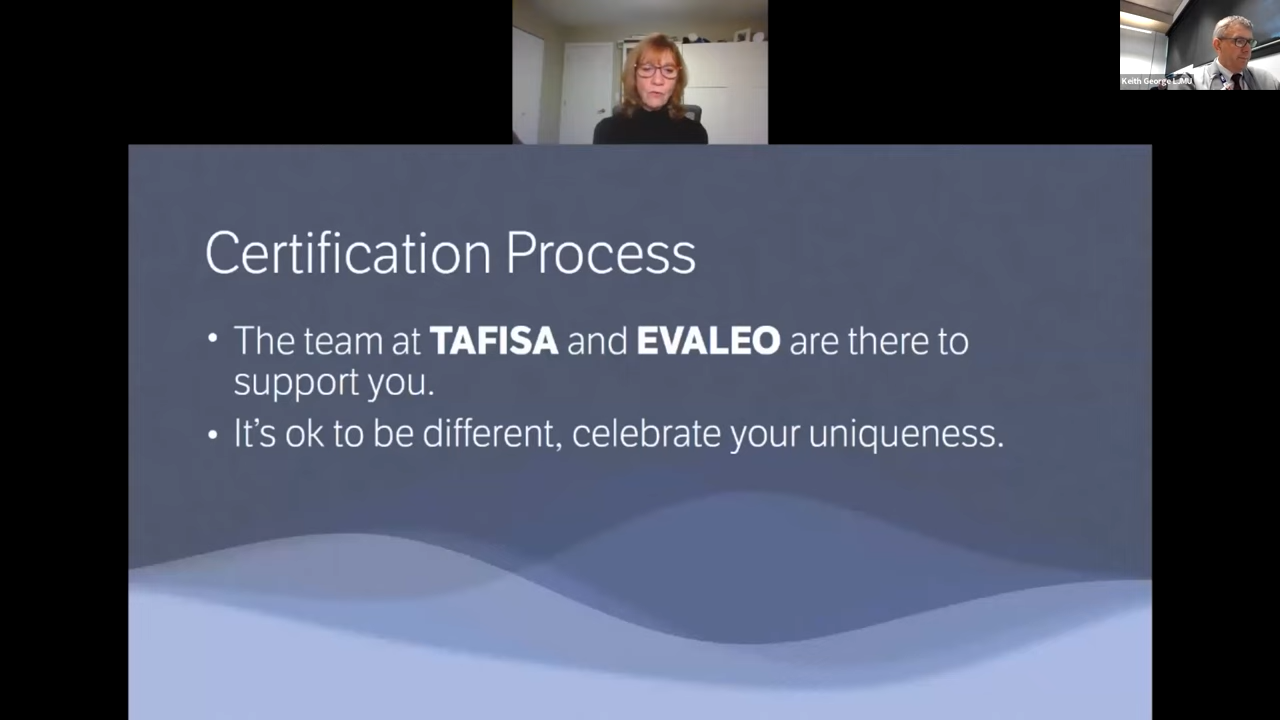 Keith George LJMU
Certification Process
• The team at TAFISA and EVALEO are there to
support you.
• It's ok to be different, celebrate your uniqueness.